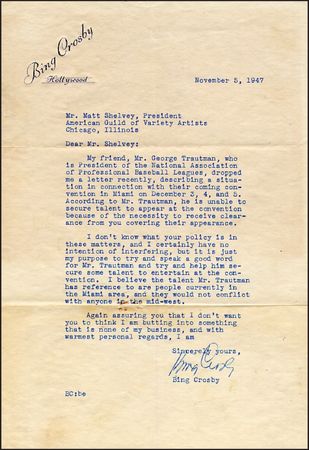 Bing Crosby
Hollywood
November 5, 1947
Mr. Matt Shelvey, President
American Guild of Variety Artists
Chicago, Illinois
Dear Mr. Shelvey:
My friend, Mr. George Trautman, who
is President of the National Association
of Professional Baseball Leagues, dropped
me a letter recently, describing a situa-
tion in connection with their coming con-
vention in Miami on December 3, 4, and 5.
According to Mr. Trautman, he is unable to
secure talent to appear at the convention
because of the necessity to receive clear-
ance from you covering their appearance.
I don't know what your policy is in
these matters, and I certainly have no
intention of interfering, but it is just
my purpose to try and speak a good word
for Mr. Trautman and try and help him se-
cure some talent to entertain at the con-
vention. I believe the talent Mr. Trautman
has reference to are people currently in
the Miami area, and they would not conflict
with anyone in the mid-west.
Again assuring you that I don't want
you to think I am butting into something
that is none of my business, and with
warmest personal regards, I am
Sincerely yours,
Bing Crosby
Bing Crosby
BC:be